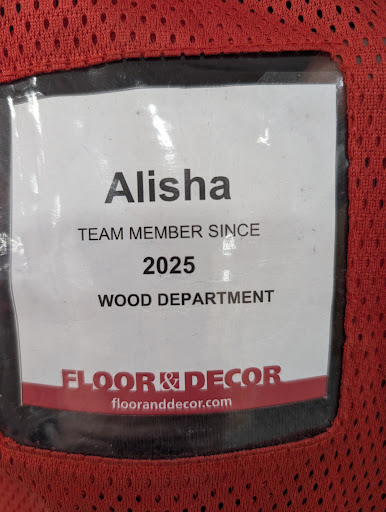 Alisha
TEAM MEMBER SINCE
2025
WOOD DEPARTMENT
FLOOR & DECOR
flooranddecor.com